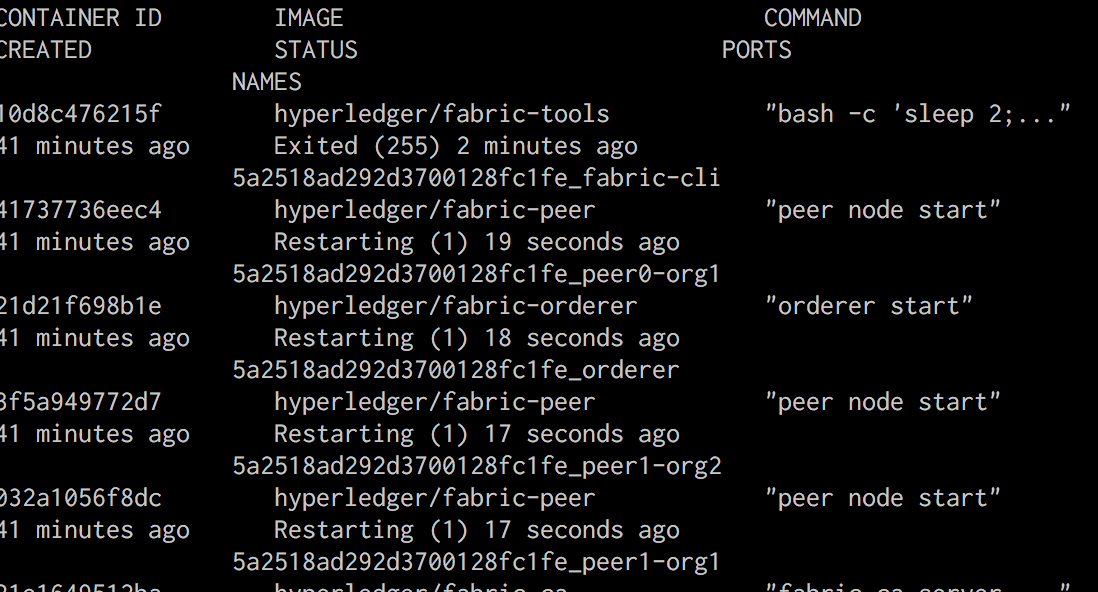 CONTAINER ID IMAGE COMMAND
CREATED STATUS PORTS
NAMES
10d8c476215f hyperledger/fabric-tools "bash -c 'sleep 2;..."
41 minutes ago Exited (255) 2 minutes ago
5a2518ad292d3700128fc1fe_fabric-cli
41737736eec4 hyperledger/fabric-peer "peer node start"
41 minutes ago Restarting (1) 19 seconds ago
5a2518ad292d3700128fc1fe_peer0-org1
21d21f698b1e hyperledger/fabric-orderer "orderer start"
41 minutes ago Restarting (1) 18 seconds ago
5a2518ad292d3700128fc1fe_orderer
3f5a949772d7 hyperledger/fabric-peer "peer node start"
41 minutes ago Restarting (1) 17 seconds ago
5a2518ad292d3700128fc1fe_peer1-org2
032a1056f8dc hyperledger/fabric-peer "peer node start"
41 minutes ago Restarting (1) 17 seconds ago
5a2518ad292d3700128fc1fe_peer1-org1
hyperledger/fabric-ca